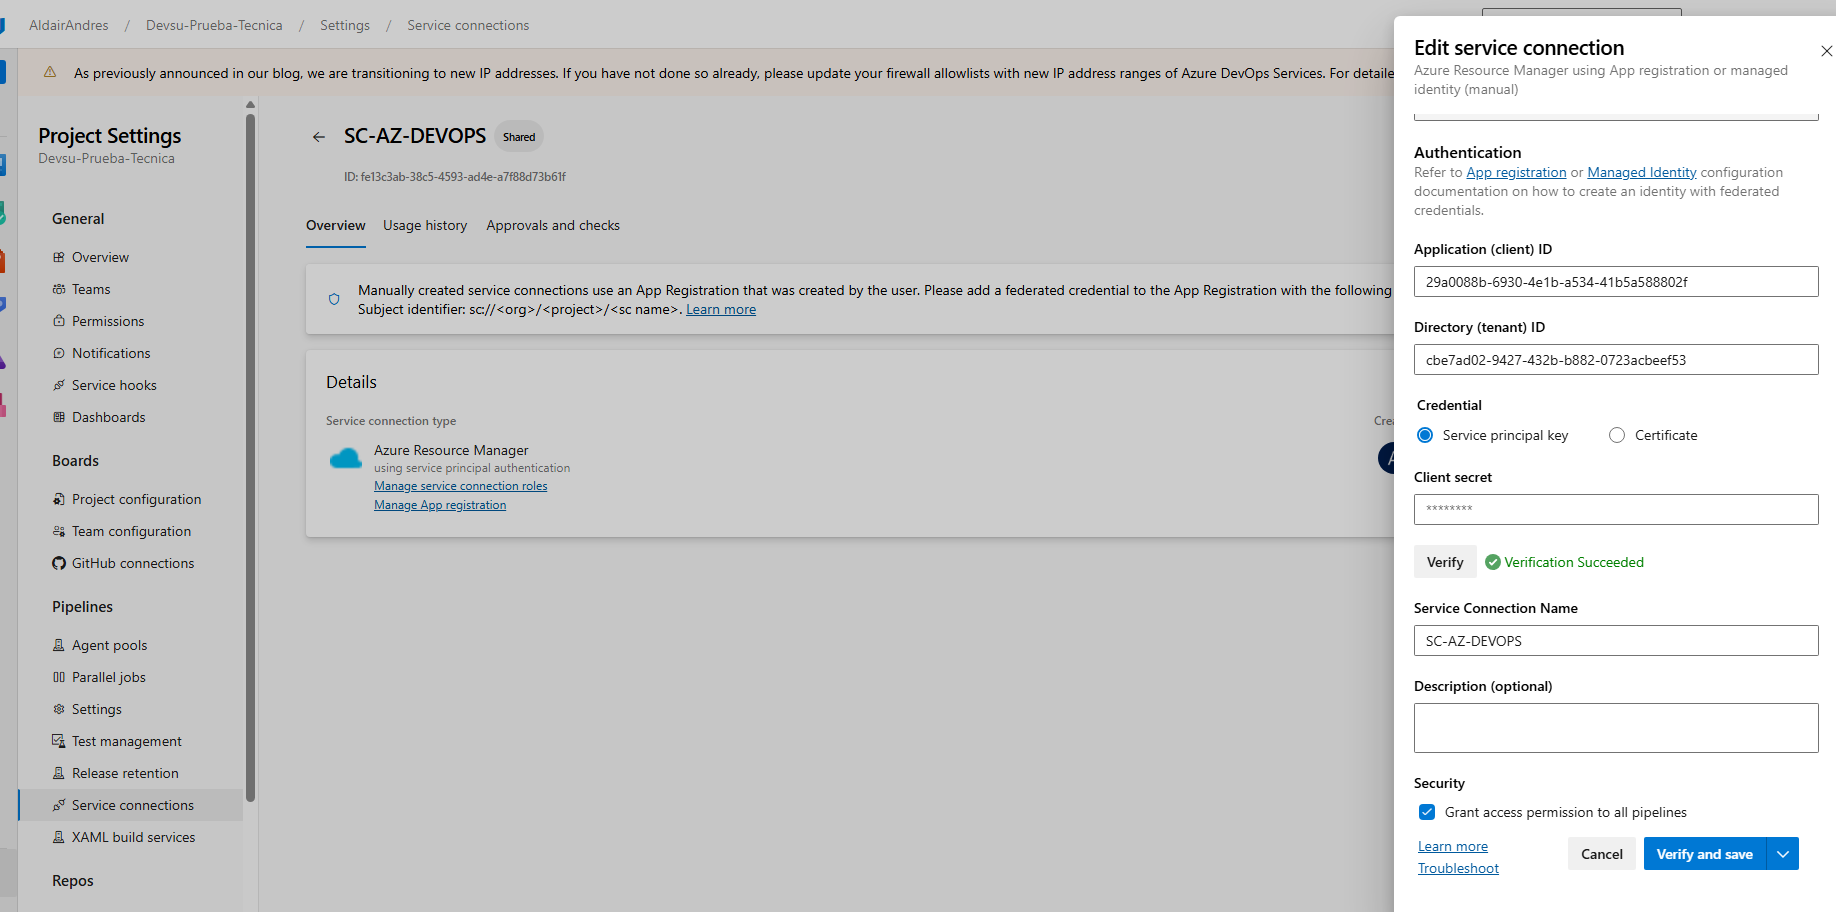 AldairAndres / Devsu-Prueba-Tecnica / Settings / Service connections
As previously announced in our blog, we are transitioning to new IP addresses. If you have not done so already, please update your firewall allowlists with new IP address ranges of Azure DevOps Services. For detaile
Project Settings
Devsu-Prueba-Tecnica
General
Overview
Teams
Permissions
Notifications
Service hooks
Dashboards
Boards
Project configuration
Team configuration
GitHub connections
Pipelines
Agent pools
Parallel jobs
Settings
Test management
Release retention
Service connections
XAML build services
Repos
SC-AZ-DEVOPS Shared
ID: fe13c3ab-38c5-4593-ad4e-a7f88d73b61f
Overview Usage history Approvals and checks
Manually created service connections use an App Registration that was created by the user. Please add a federated credential to the App Registration with the following
Subject identifier: sc://<org>/<project>/<sc name>. Learn more
Details
Service connection type
Azure Resource Manager
using service principal authentication
Manage service connection roles
Manage App registration
Crea
A
Edit service connection
Azure Resource Manager using App registration or managed
identity (manual)
Authentication
Refer to App registration or Managed Identity configuration
documentation on how to create an identity with federated
credentials.
Application (client) ID
29a0088b-6930-4e1b-a534-41b5a588802f
Directory (tenant) ID
cbe7ad02-9427-432b-b882-0723acbeef53
Credential
Service principal key Certificate
Client secret
********
Verify Verification Succeeded
Service Connection Name
SC-AZ-DEVOPS
Description (optional)
Security
Grant access permission to all pipelines
Learn more
Troubleshoot
Cancel Verify and save